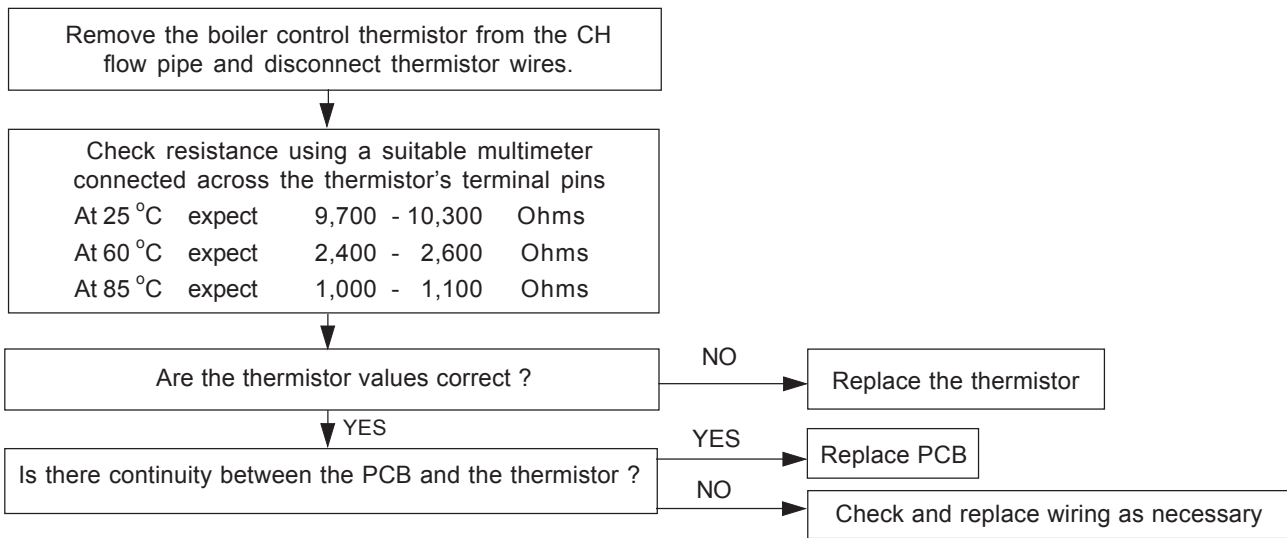 Remove the boiler control thermistor from the CH
flow pipe and disconnect thermistor wires.
Check resistance using a suitable multimeter
connected across the thermistor's terminal pins
At 25 °C expect 9,700 - 10,300 Ohms
At 60 °C expect 2,400 - 2,600 Ohms
At 85 °C expect 1,000 - 1,100 Ohms
Are the thermistor values correct ?
NO
Replace the thermistor
YES
Is there continuity between the PCB and the thermistor ?
YES
Replace PCB
NO
Check and replace wiring as necessary